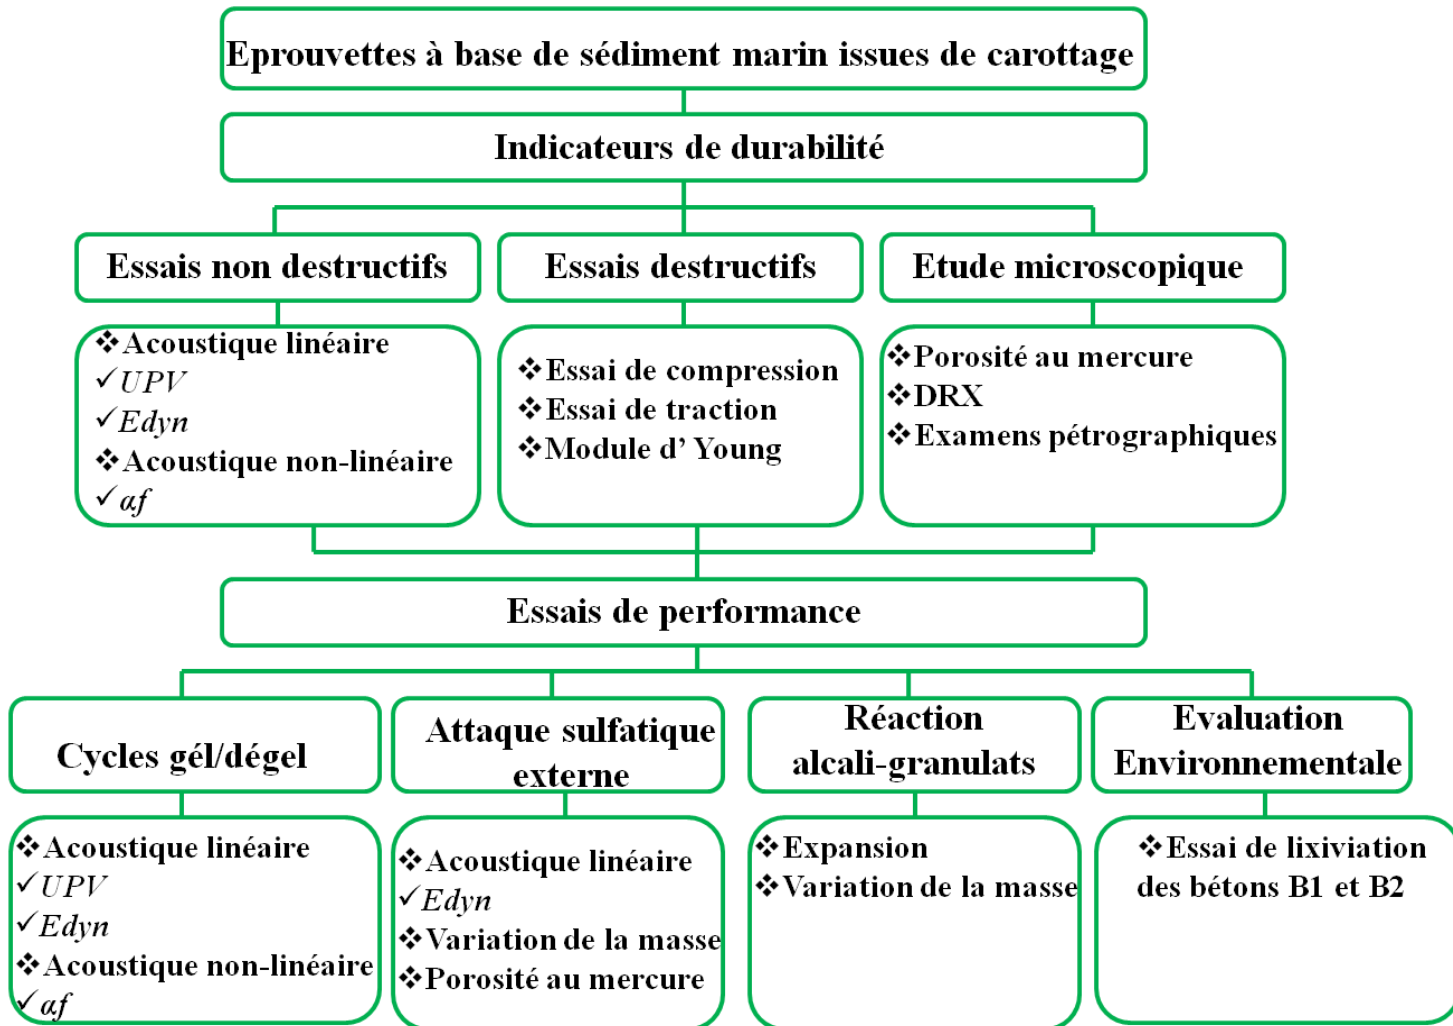 Eprouvettes à base de sédiment marin issues de carottage
Indicateurs de durabilité
Essais non destructifs
❖Acoustique linéaire
✓UPV
✓Edyn
❖Acoustique non-linéaire
✓αf
Essais destructifs
❖Essai de compression
❖Essai de traction
❖Module d’ Young
Etude microscopique
❖Porosité au mercure
❖DRX
❖Examens pétrographiques
Essais de performance
Cycles gél/dégel
❖Acoustique linéaire
✓UPV
✓Edyn
❖Acoustique non-linéaire
✓αf
Attaque sulfatique
externe
❖Acoustique linéaire
✓Edyn
❖Variation de la masse
❖Porosité au mercure
Réaction
alcali-granulats
❖Expansion
❖Variation de la masse
Evaluation
Environnementale
❖Essai de lixiviation
des bétons B1 et B2